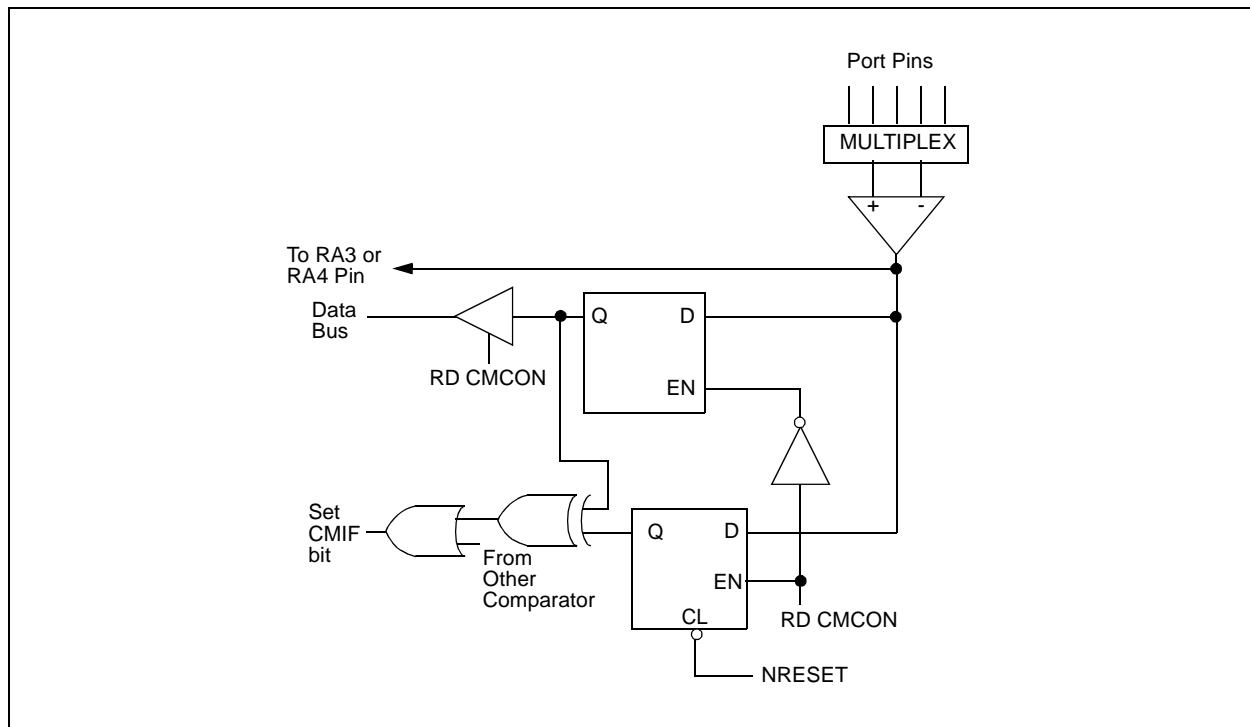 Port Pins
MULTIPLEX
+ -
To RA3 or
RA4 Pin
Data
Bus
Q D
RD CMCON
EN
Set
CMIF
bit
From
Other
Comparator
Q D
EN
CL
RD CMCON
NRESET